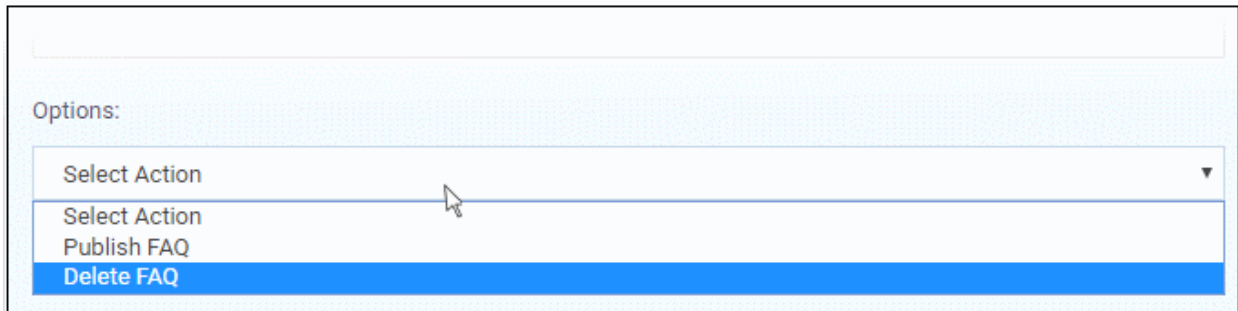 Options:
Select Action
Select Action
Publish FAQ
Delete FAQ